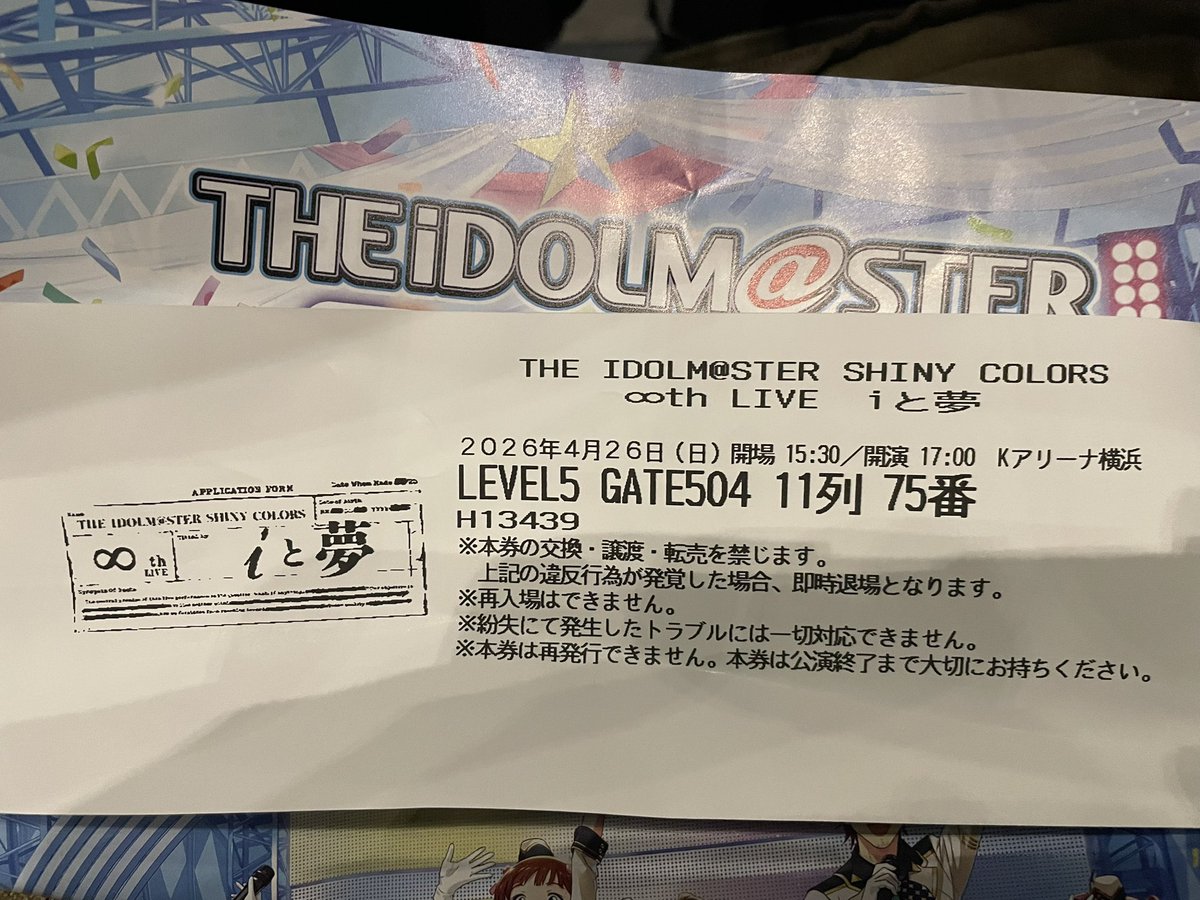 THE iDOLM@STER
THE IDOLM@STER SHINY COLORS
∞th LIVE iと夢
2026年4月26日(日) 開場 15:30/開演 17:00 Kアリーナ横浜
LEVEL5 GATE504 11列 75番
H13439
※本券の交換・譲渡・転売を禁じます。
上記の違反行為が発覚した場合、即時退場となります。
※再入場はできません。
※紛失にて発生したトラブルには一切対応できません。
※本券は再発行できません。本券は公演終了まで大切にお持ちください。
APPLICATION FORM
Date When Made
THE IDOLM@STER SHINY COLORS
∞th LIVE
iと夢